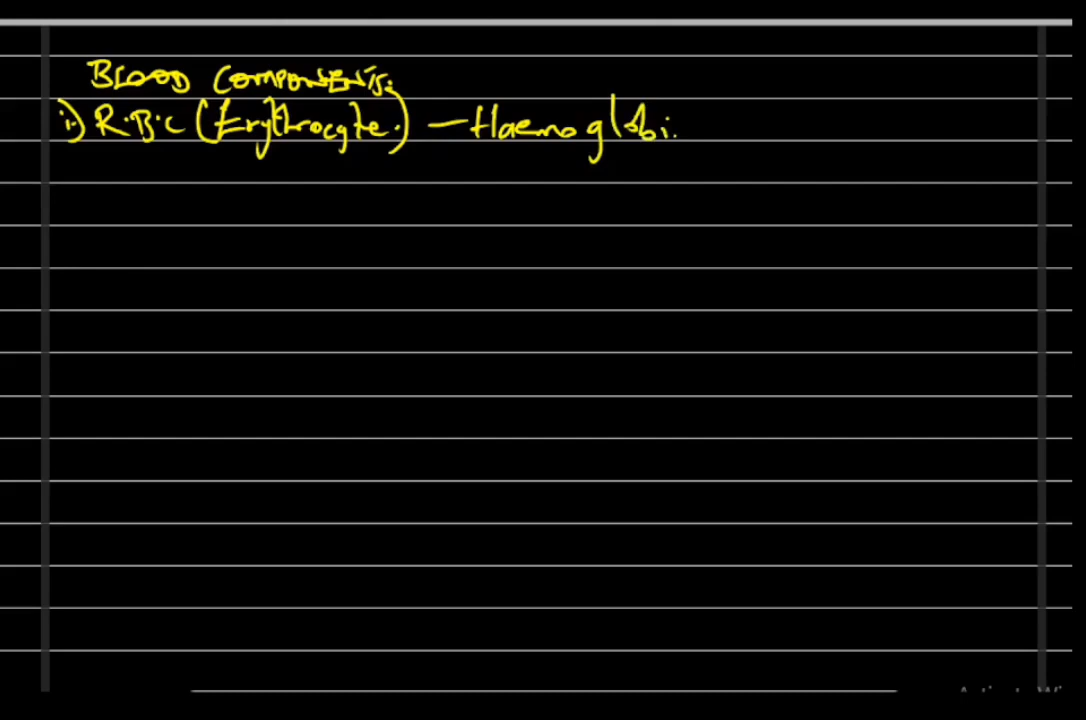 Blood Components.
i) R.B.C (Erythrocyte.) — Haemoglobi.